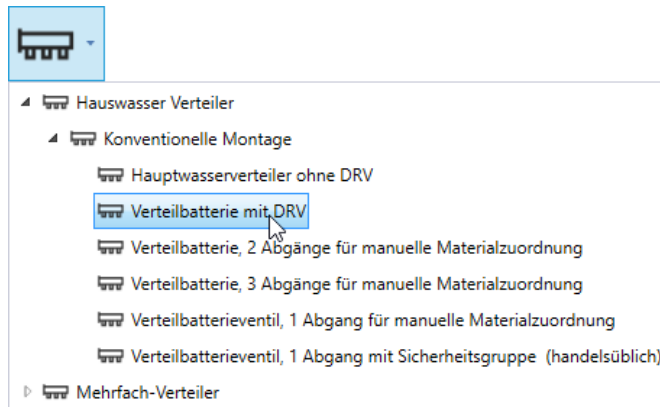 Hauswasser Verteiler
Konventionelle Montage
Hauptwasserverteiler ohne DRV
Verteilbatterie mit DRV
Verteilbatterie, 2 Abgänge für manuelle Materialzuordnung
Verteilbatterie, 3 Abgänge für manuelle Materialzuordnung
Verteilbatterieventil, 1 Abgang für manuelle Materialzuordnung
Verteilbatterieventil, 1 Abgang mit Sicherheitsgruppe (handelsüblich)
Mehrfach-Verteiler